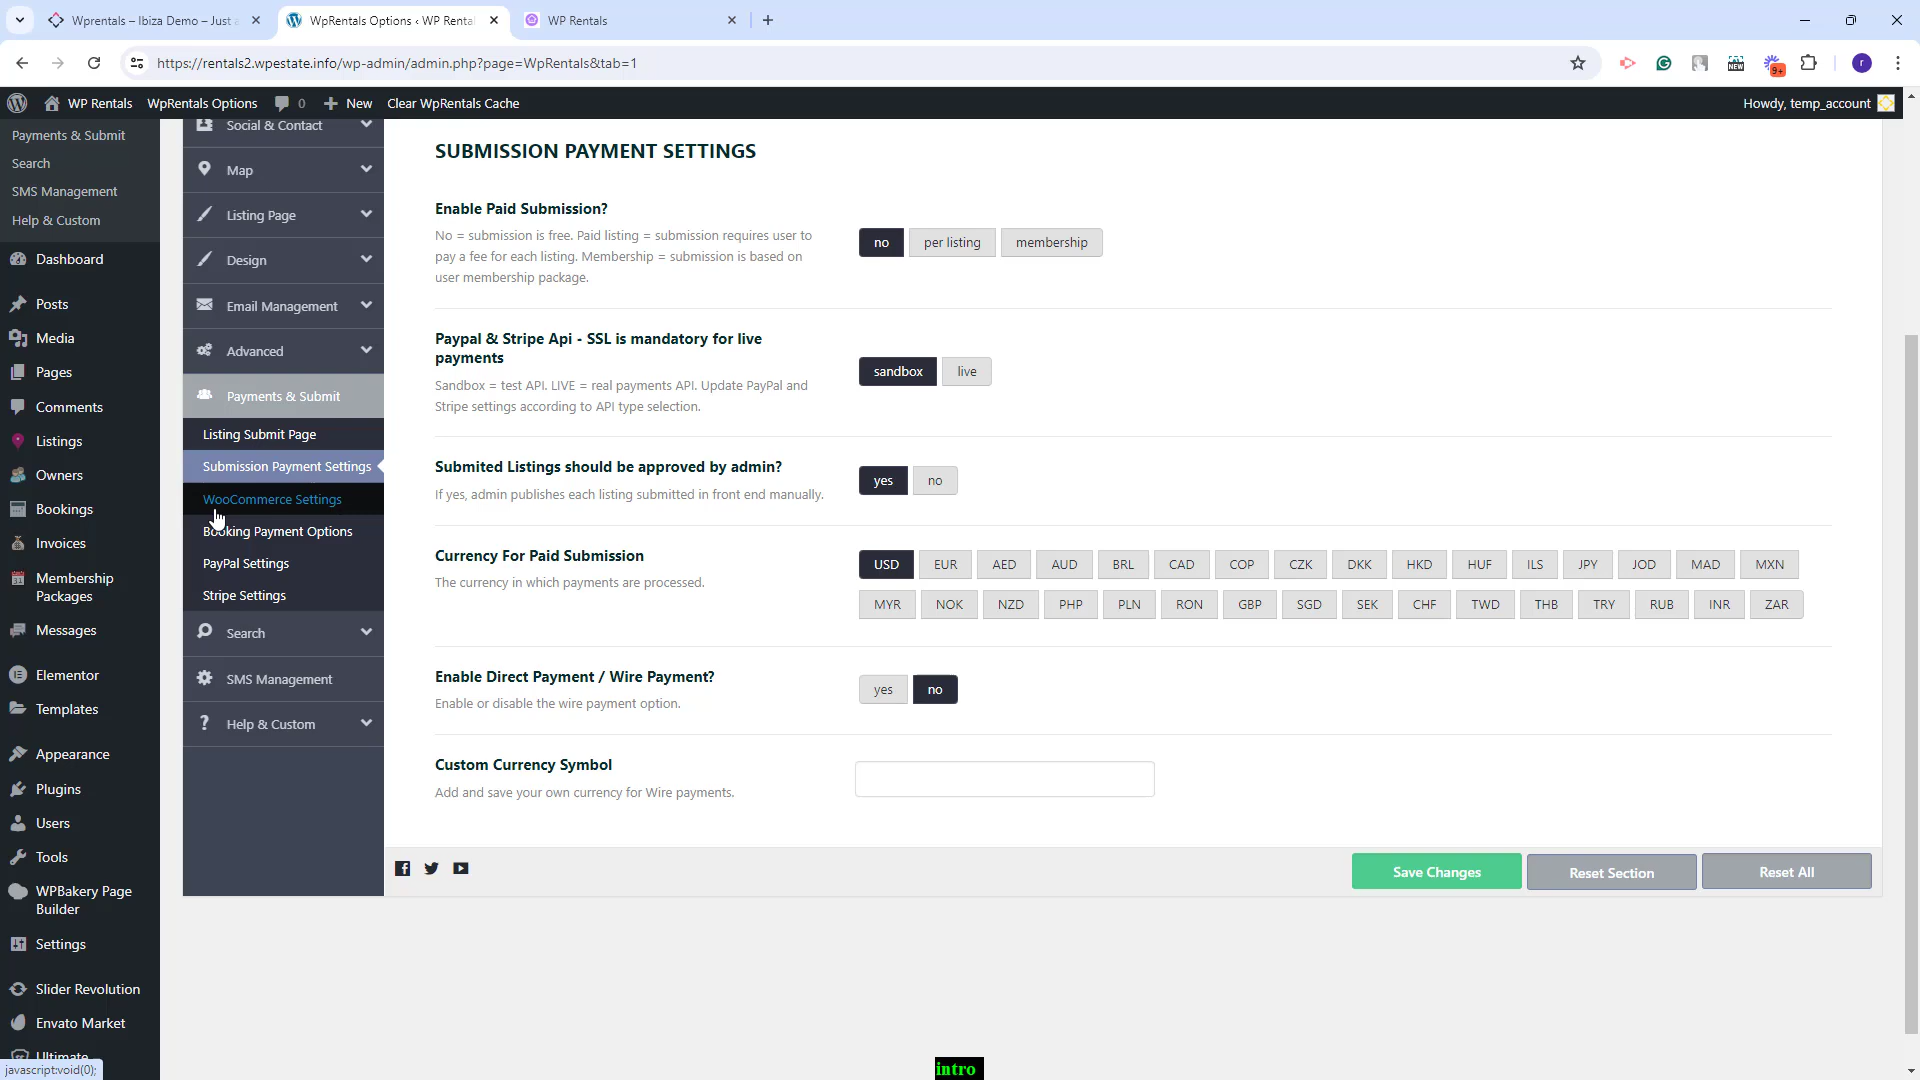 Wprentals – Ibiza Demo – Just a
WpRentals Options ‹ WP Rental
WP Rentals
https://rentals2.wpestate.info/wp-admin/admin.php?page=WpRentals&tab=1
NEW
9+
r
WP Rentals
WpRentals Options
0
New
Clear WpRentals Cache
Howdy, temp_account
Payments & Submit
Search
SMS Management
Help & Custom
Dashboard
Posts
Media
Pages
Comments
Listings
Owners
Bookings
Invoices
Membership
Packages
Messages
Elementor
Templates
Appearance
Plugins
Users
Tools
WPBakery Page
Builder
Settings
Slider Revolution
Envato Market
Ultimate
javascript:void(0);
Social & Contact
Map
Listing Page
Design
Email Management
Advanced
Payments & Submit
Listing Submit Page
Submission Payment Settings
WooCommerce Settings
Booking Payment Options
PayPal Settings
Stripe Settings
Search
SMS Management
Help & Custom
SUBMISSION PAYMENT SETTINGS
Enable Paid Submission?
No = submission is free. Paid listing = submission requires user to
pay a fee for each listing. Membership = submission is based on
user membership package.
no
per listing
membership
Paypal & Stripe Api - SSL is mandatory for live
payments
Sandbox = test API. LIVE = real payments API. Update PayPal and
Stripe settings according to API type selection.
sandbox
live
Submited Listings should be approved by admin?
If yes, admin publishes each listing submitted in front end manually.
yes
no
Currency For Paid Submission
The currency in which payments are processed.
USD EUR AED AUD BRL CAD COP CZK DKK HKD HUF ILS JPY JOD MAD MXN
MYR NOK NZD PHP PLN RON GBP SGD SEK CHF TWD THB TRY RUB INR ZAR
Enable Direct Payment / Wire Payment?
Enable or disable the wire payment option.
yes
no
Custom Currency Symbol
Add and save your own currency for Wire payments.
Save Changes
Reset Section
Reset All
intro